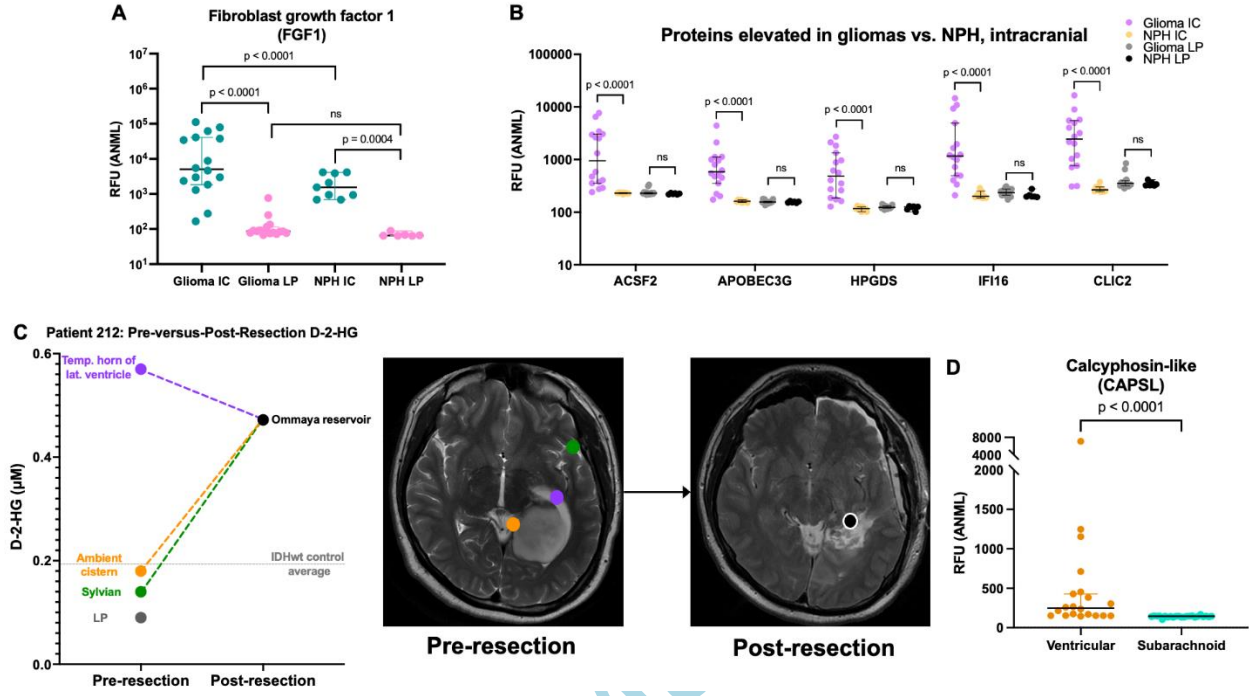 A
Fibroblast growth factor 1
(FGF1)
RFU (ANML)
10⁷
10⁶
10⁵
10⁴
10³
10²
10¹
p < 0.0001
p < 0.0001
ns
p = 0.0004
Glioma IC
Glioma LP
NPH IC
NPH LP
B
Proteins elevated in gliomas vs. NPH, intracranial
Glioma IC
NPH IC
Glioma LP
NPH LP
RFU (ANML)
100000
10000
1000
100
10
p < 0.0001
ns
p < 0.0001
ns
p < 0.0001
ns
p < 0.0001
ns
p < 0.0001
ns
ACSF2
APOBEC3G
HPGDS
IFI16
CLIC2
C
Patient 212: Pre-versus-Post-Resection D-2-HG
D-2-HG (µM)
0.6
0.4
0.2
0.0
Temp. horn of
lat. ventricle
Ommaya reservoir
Ambient
cistern
IDHwt control
average
Sylvian
LP
Pre-resection
Post-resection
Pre-resection
Post-resection
D
Calcyphosin-like
(CAPSL)
p < 0.0001
RFU (ANML)
8000
4000
2000
1500
1000
500
0
Ventricular
Subarachnoid